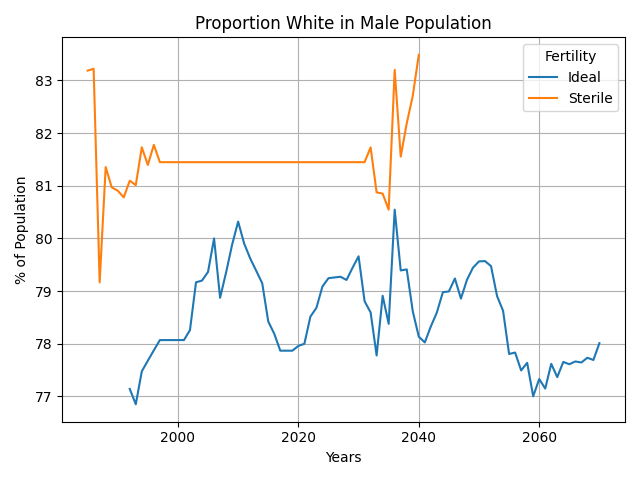 Proportion White in Male Population
% of Population
83
82
81
80
79
78
77
2000
2020
2040
2060
Years
Fertility
Ideal
Sterile